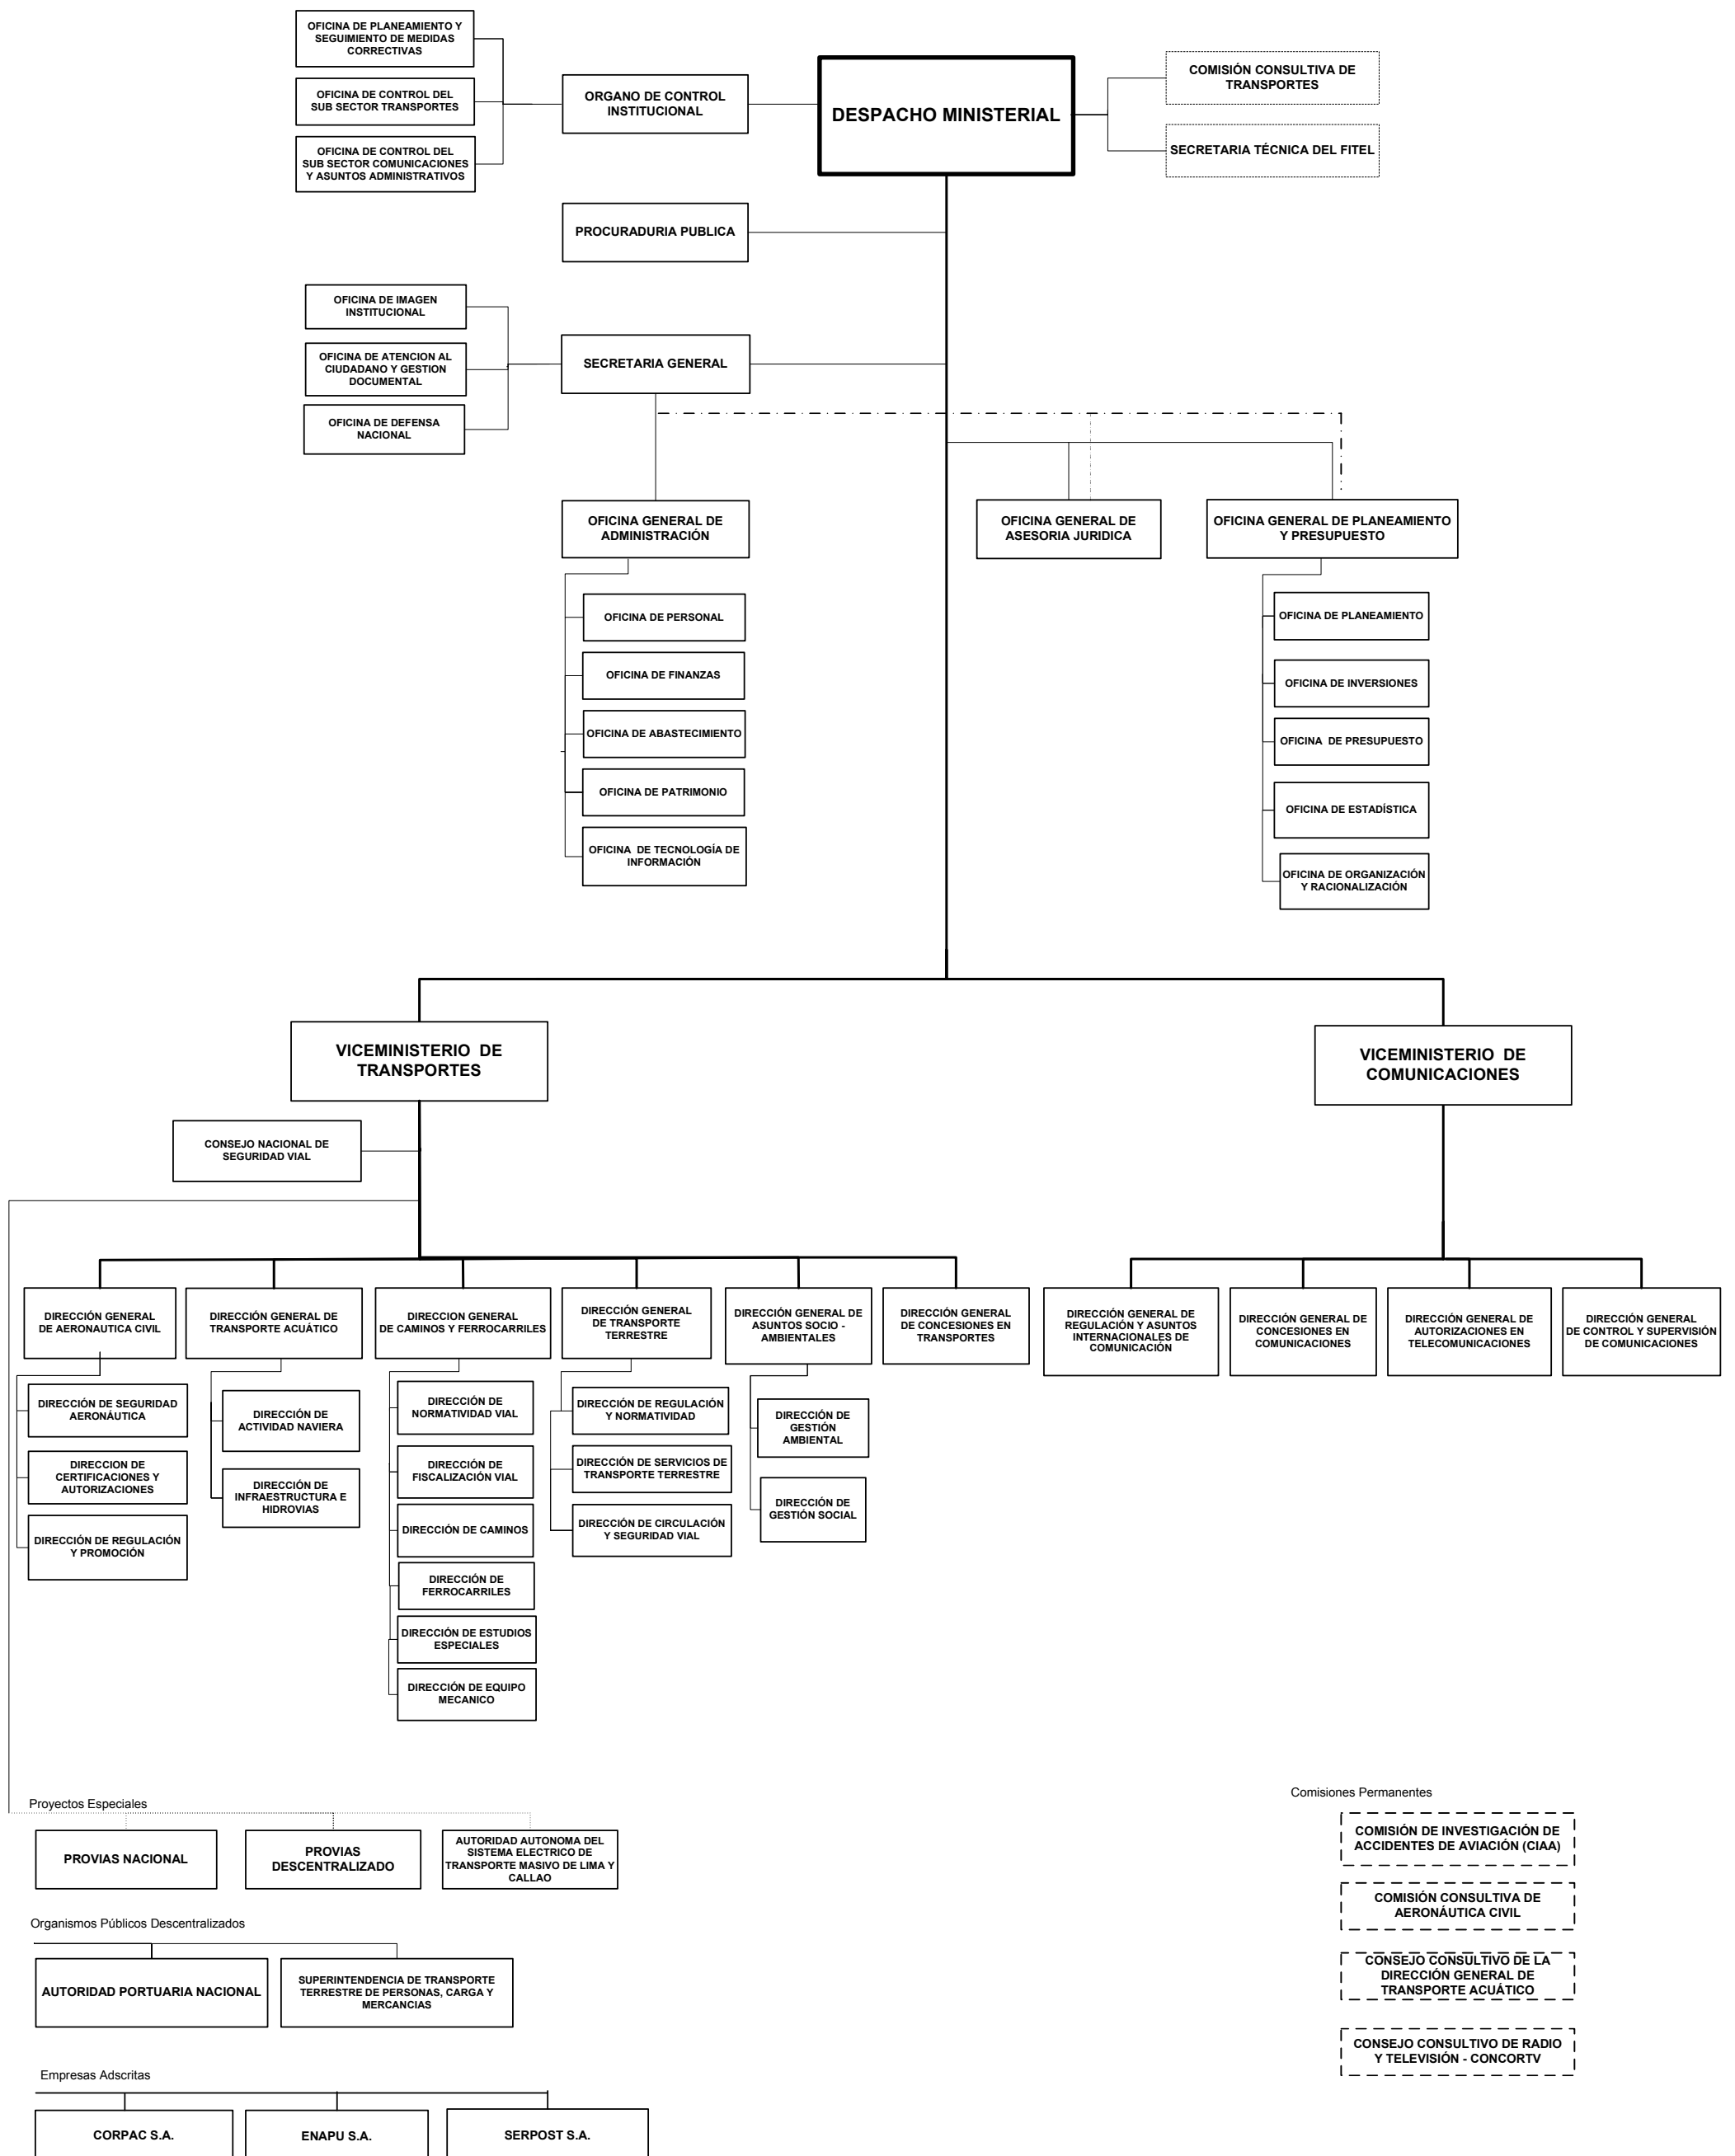 OFICINA DE PLANEAMIENTO Y
SEGUIMIENTO DE MEDIDAS
CORRECTIVAS
OFICINA DE CONTROL DEL
SUB SECTOR TRANSPORTES
OFICINA DE CONTROL DEL
SUB SECTOR COMUNICACIONES
Y ASUNTOS ADMINISTRATIVOS
ORGANO DE CONTROL
INSTITUCIONAL
DESPACHO MINISTERIAL
COMISIÓN CONSULTIVA DE
TRANSPORTES
SECRETARIA TÉCNICA DEL FITEL
PROCURADURIA PUBLICA
OFICINA DE IMAGEN
INSTITUCIONAL
OFICINA DE ATENCION AL
CIUDADANO Y GESTION
DOCUMENTAL
OFICINA DE DEFENSA
NACIONAL
SECRETARIA GENERAL
OFICINA GENERAL DE
ADMINISTRACIÓN
OFICINA GENERAL DE
ASESORIA JURIDICA
OFICINA GENERAL DE PLANEAMIENTO
Y PRESUPUESTO
OFICINA DE PERSONAL
OFICINA DE FINANZAS
OFICINA DE ABASTECIMIENTO
OFICINA DE PATRIMONIO
OFICINA DE TECNOLOGÍA DE
INFORMACIÓN
OFICINA DE PLANEAMIENTO
OFICINA DE INVERSIONES
OFICINA DE PRESUPUESTO
OFICINA DE ESTADÍSTICA
OFICINA DE ORGANIZACIÓN
Y RACIONALIZACIÓN
VICEMINISTERIO DE
TRANSPORTES
VICEMINISTERIO DE
COMUNICACIONES
CONSEJO NACIONAL DE
SEGURIDAD VIAL
DIRECCIÓN GENERAL
DE AERONAUTICA CIVIL
DIRECCIÓN GENERAL DE
TRANSPORTE ACUÁTICO
DIRECCION GENERAL
DE CAMINOS Y FERROCARRILES
DIRECCIÓN GENERAL
DE TRANSPORTE
TERRESTRE
DIRECCIÓN GENERAL DE
ASUNTOS SOCIO -
AMBIENTALES
DIRECCIÓN GENERAL
DE CONCESIONES EN
TRANSPORTES
DIRECCIÓN GENERAL DE
REGULACIÓN Y ASUNTOS
INTERNACIONALES DE
COMUNICACIÓN
DIRECCIÓN GENERAL DE
CONCESIONES EN
COMUNICACIONES
DIRECCIÓN GENERAL DE
AUTORIZACIONES EN
TELECOMUNICACIONES
DIRECCIÓN GENERAL
DE CONTROL Y SUPERVISIÓN
DE COMUNICACIONES
DIRECCIÓN DE SEGURIDAD
AERONÁUTICA
DIRECCION DE
CERTIFICACIONES Y
AUTORIZACIONES
DIRECCIÓN DE REGULACIÓN
Y PROMOCIÓN
DIRECCIÓN DE
ACTIVIDAD NAVIERA
DIRECCIÓN DE
INFRAESTRUCTURA E
HIDROVIAS
DIRECCIÓN DE
NORMATIVIDAD VIAL
DIRECCIÓN DE
FISCALIZACIÓN VIAL
DIRECCIÓN DE CAMINOS
DIRECCIÓN DE
FERROCARRILES
DIRECCIÓN DE ESTUDIOS
ESPECIALES
DIRECCIÓN DE EQUIPO
MECANICO
DIRECCIÓN DE REGULACIÓN
Y NORMATIVIDAD
DIRECCIÓN DE SERVICIOS DE
TRANSPORTE TERRESTRE
DIRECCIÓN DE CIRCULACIÓN
Y SEGURIDAD VIAL
DIRECCIÓN DE
GESTIÓN
AMBIENTAL
DIRECCIÓN DE
GESTIÓN SOCIAL
Proyectos Especiales
PROVIAS NACIONAL
PROVIAS
DESCENTRALIZADO
AUTORIDAD AUTONOMA DEL
SISTEMA ELECTRICO DE
TRANSPORTE MASIVO DE LIMA Y
CALLAO
Organismos Públicos Descentralizados
AUTORIDAD PORTUARIA NACIONAL
SUPERINTENDENCIA DE TRANSPORTE
TERRESTRE DE PERSONAS, CARGA Y
MERCANCIAS
Empresas Adscritas
CORPAC S.A.
ENAPU S.A.
SERPOST S.A.
Comisiones Permanentes
COMISIÓN DE INVESTIGACIÓN DE
ACCIDENTES DE AVIACIÓN (CIAA)
COMISIÓN CONSULTIVA DE
AERONÁUTICA CIVIL
CONSEJO CONSULTIVO DE LA
DIRECCIÓN GENERAL DE
TRANSPORTE ACUÁTICO
CONSEJO CONSULTIVO DE RADIO
Y TELEVISIÓN - CONCORTV